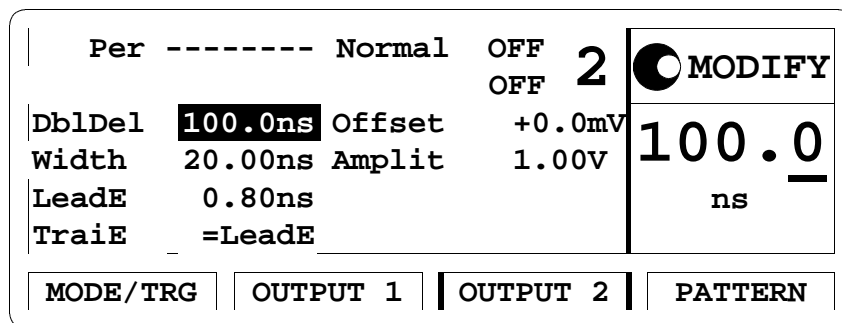 Per -------- Normal OFF 2 MODIFY
OFF
DblDel 100.0ns Offset +0.0mV 100.0
Width 20.00ns Amplit 1.00V
LeadE 0.80ns ns
TraiE =LeadE
MODE/TRG OUTPUT 1 OUTPUT 2 PATTERN